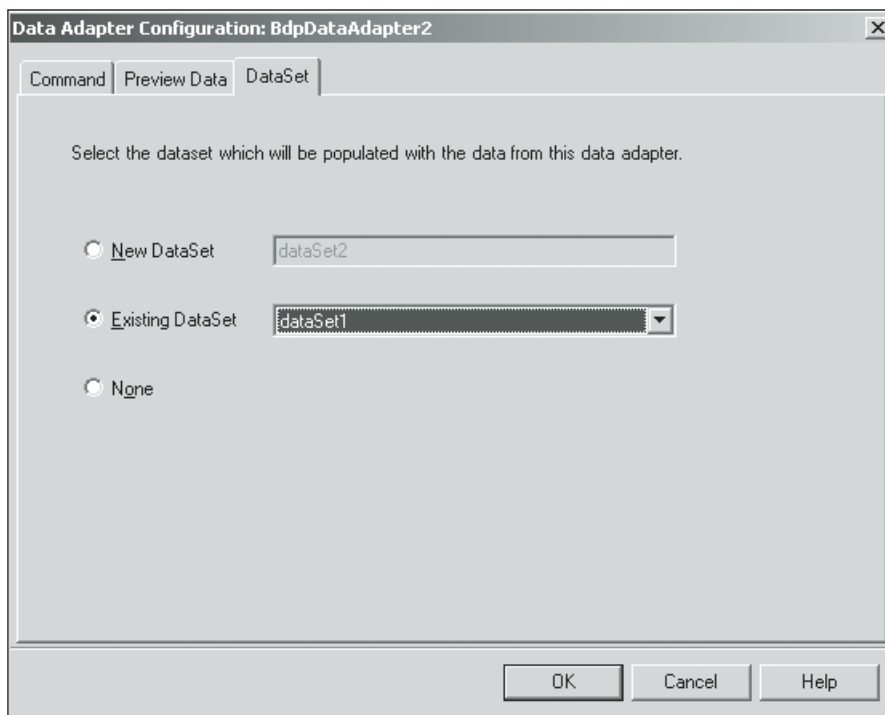 Data Adapter Configuration: BdpDataAdapter2
Command Preview Data DataSet
Select the dataset which will be populated with the data from this data adapter.
New DataSet dataSet2
Existing DataSet dataSet1
None
OK Cancel Help